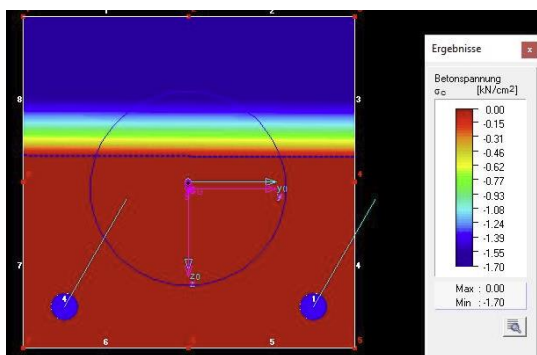 1
2
Ergebnisse
x
Betonspannung
σc [kN/cm2]
8
3
0.00
-0.15
-0.31
-0.46
-0.62
-0.77
-0.93
-1.08
-1.24
-1.39
-1.55
-1.70
y0
y
7
4
z0
z
4
1
Max : 0.00
Min : -1.70
6
5